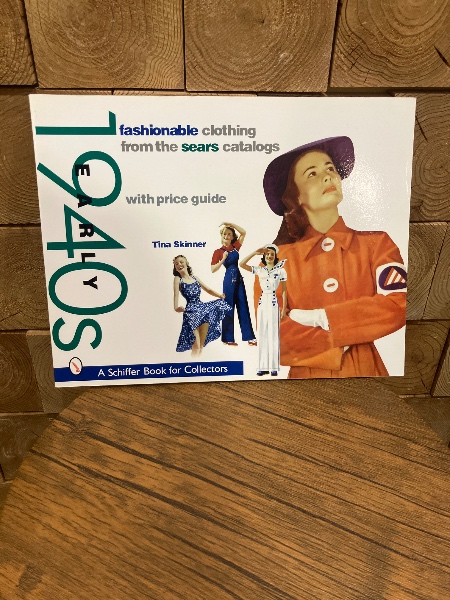 fashionable clothing
from the sears catalogs
1940s
EARLY
with price guide
Tina Skinner
A Schiffer Book for Collectors